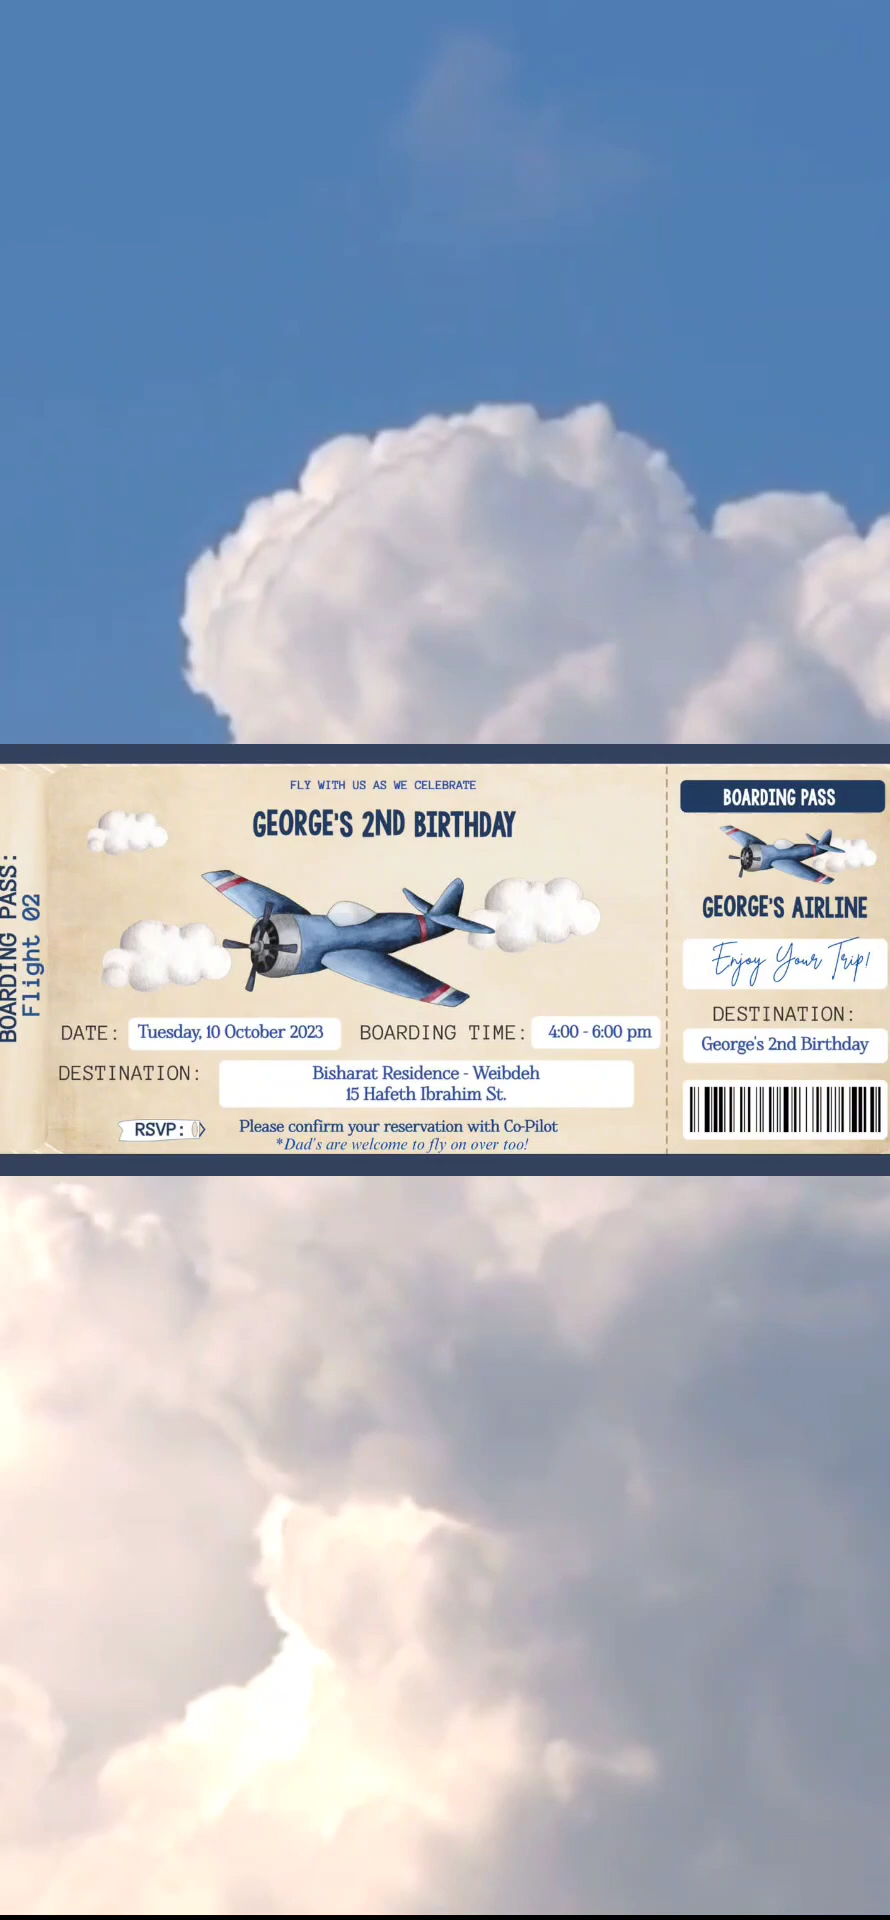 BOARDING PASS:
Flight 02
FLY WITH US AS WE CELEBRATE
GEORGE'S 2ND BIRTHDAY
DATE: Tuesday, 10 October 2023 BOARDING TIME: 4:00 - 6:00 pm
DESTINATION: Bisharat Residence - Weibdeh
15 Hafeth Ibrahim St.
RSVP: Please confirm your reservation with Co-Pilot
*Dad's are welcome to fly on over too!
BOARDING PASS
GEORGE'S AIRLINE
Enjoy Your Trip!
DESTINATION:
George's 2nd Birthday